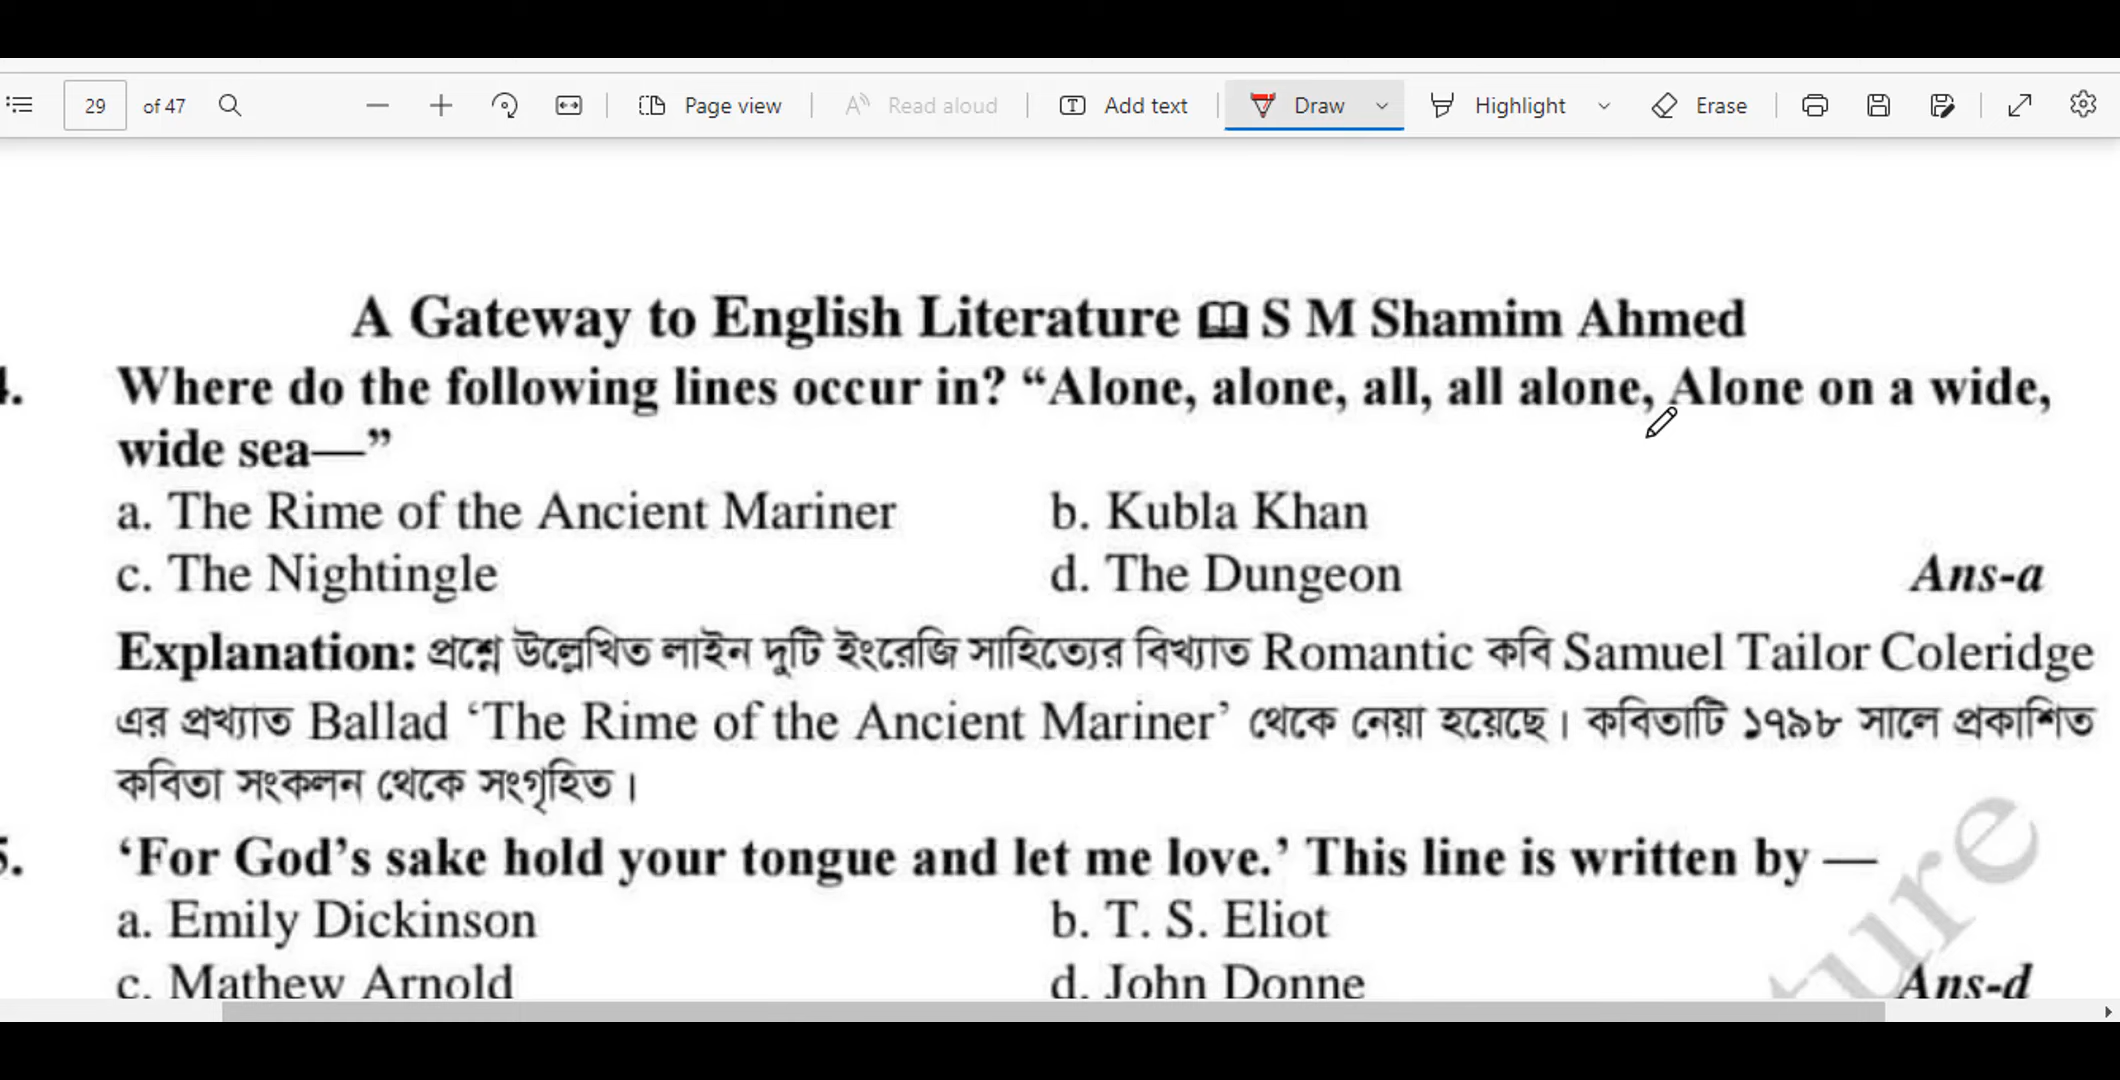 29 of 47 Page view Read aloud Add text Draw Highlight Erase
A Gateway to English Literature S M Shamim Ahmed
4. Where do the following lines occur in? “Alone, alone, all, all alone, Alone on a wide,
wide sea—”
a. The Rime of the Ancient Mariner b. Kubla Khan
c. The Nightingle d. The Dungeon Ans-a
Explanation: প্রশ্নে উল্লেখিত লাইন দুটি ইংরেজি সাহিত্যের বিখ্যাত Romantic কবি Samuel Tailor Coleridge
এর প্রখ্যাত Ballad ‘The Rime of the Ancient Mariner’ থেকে নেয়া হয়েছে। কবিতাটি ১৭৯৮ সালে প্রকাশিত
কবিতা সংকলন থেকে সংগৃহিত।
5. ‘For God’s sake hold your tongue and let me love.’ This line is written by —
a. Emily Dickinson b. T. S. Eliot
c. Mathew Arnold d. John Donne Ans-d